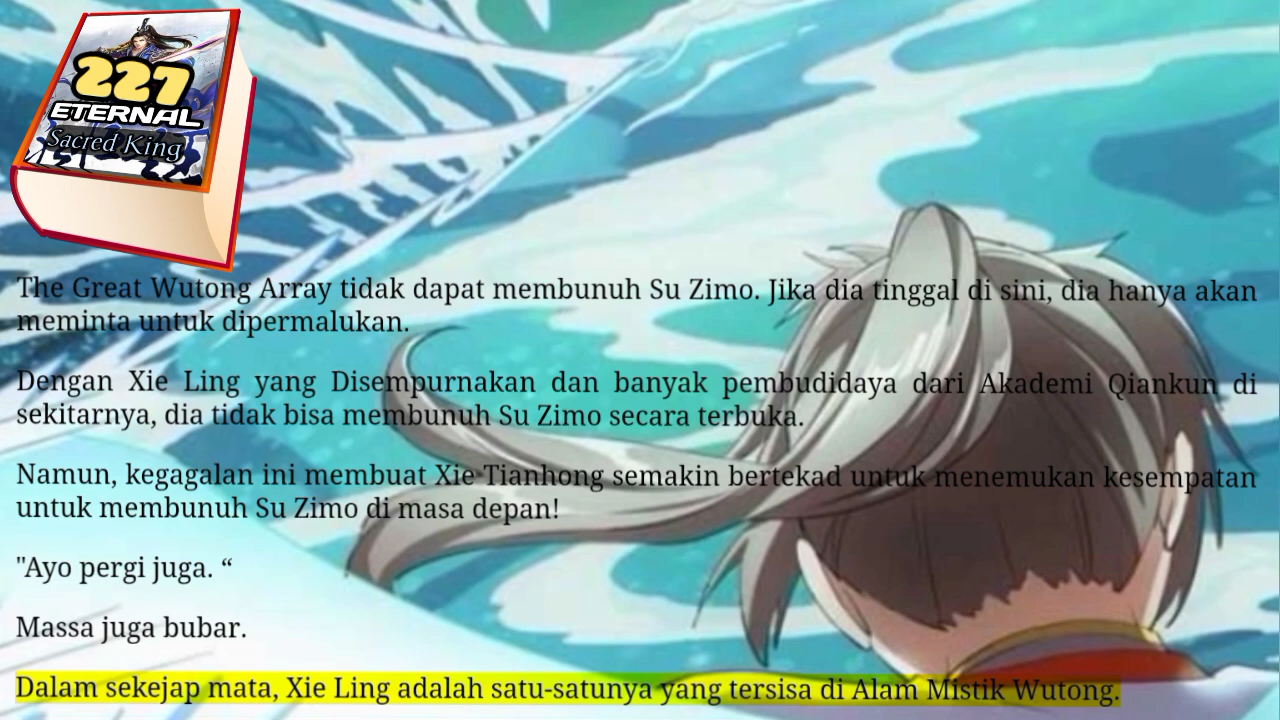 227
ETERNAL
Sacred King
The Great Wutong Array tidak dapat membunuh Su Zimo. Jika dia tinggal di sini, dia hanya akan
meminta untuk dipermalukan.
Dengan Xie Ling yang Disempurnakan dan banyak pembudidaya dari Akademi Qiankun di
sekitarnya, dia tidak bisa membunuh Su Zimo secara terbuka.
Namun, kegagalan ini membuat Xie Tianhong semakin bertekad untuk menemukan kesempatan
untuk membunuh Su Zimo di masa depan!
"Ayo pergi juga. “
Massa juga bubar.
Dalam sekejap mata, Xie Ling adalah satu-satunya yang tersisa di Alam Mistik Wutong.